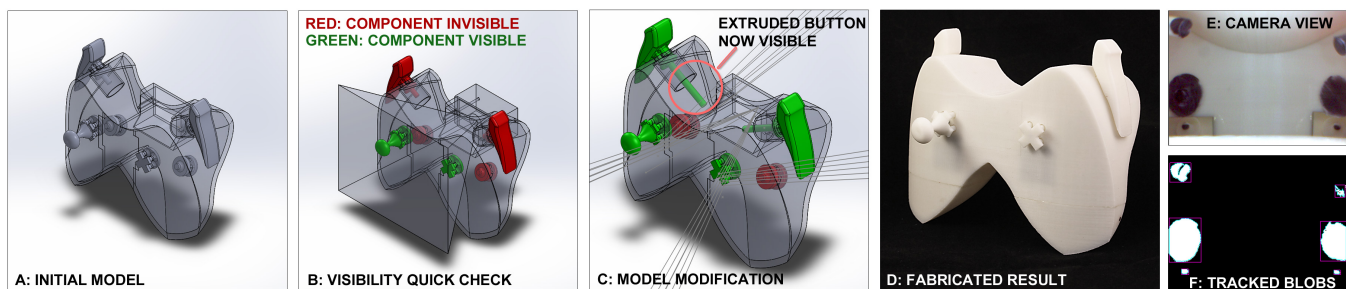 A: INITIAL MODEL
RED: COMPONENT INVISIBLE
GREEN: COMPONENT VISIBLE
B: VISIBILITY QUICK CHECK
EXTRUDED BUTTON
NOW VISIBLE
C: MODEL MODIFICATION
D: FABRICATED RESULT
E: CAMERA VIEW
F: TRACKED BLOBS